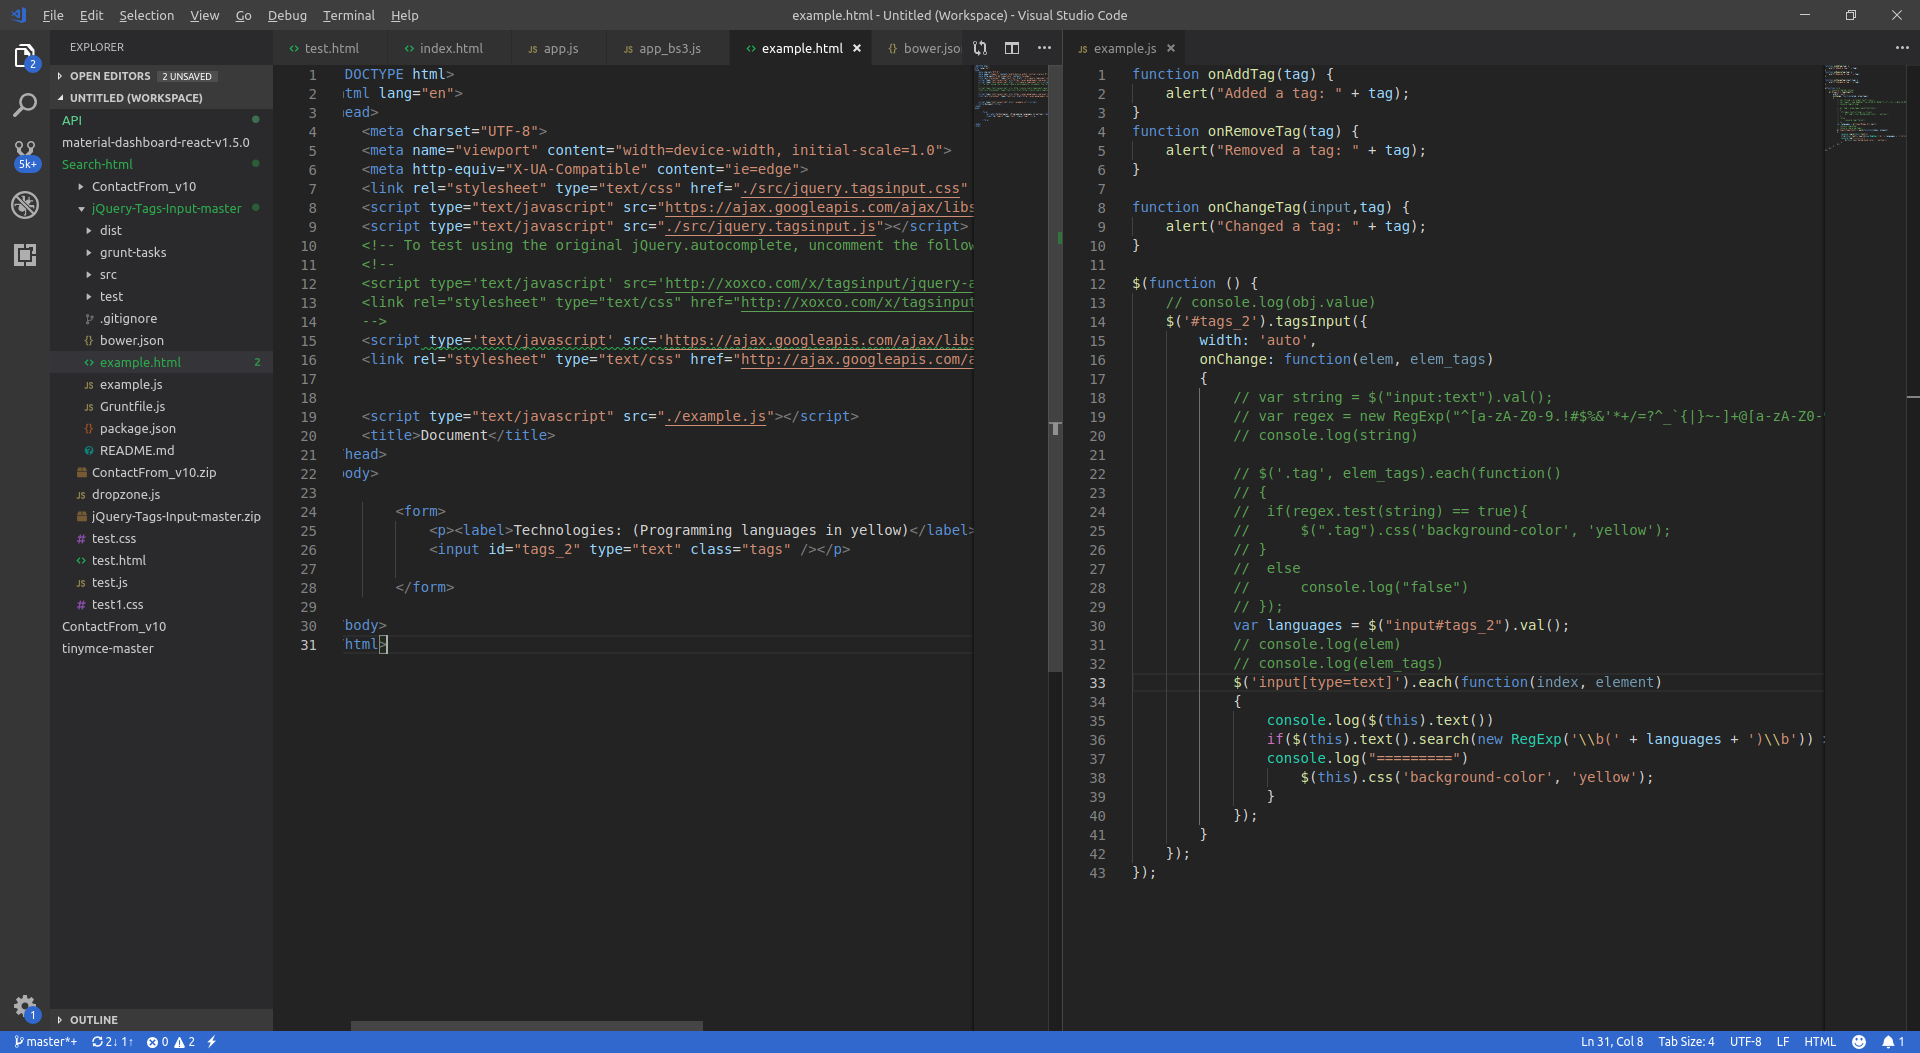 File Edit Selection View Go Debug Terminal Help
example.html - Untitled (Workspace) - Visual Studio Code
2
5k+
1
EXPLORER
OPEN EDITORS 2 UNSAVED
UNTITLED (WORKSPACE)
API
material-dashboard-react-v1.5.0
Search-html
ContactFrom_v10
jQuery-Tags-Input-master
dist
grunt-tasks
src
test
.gitignore
{} bower.json
<> example.html 2
JS example.js
JS Gruntfile.js
{} package.json
README.md
ContactFrom_v10.zip
JS dropzone.js
jQuery-Tags-Input-master.zip
# test.css
<> test.html
JS test.js
# test1.css
ContactFrom_v10
tinymce-master
OUTLINE
<> test.html <> index.html JS app.js JS app_bs3.js <> example.html × {} bower.jso
1 DOCTYPE html>
2 tml lang="en">
3 ead>
4 <meta charset="UTF-8">
5 <meta name="viewport" content="width=device-width, initial-scale=1.0">
6 <meta http-equiv="X-UA-Compatible" content="ie=edge">
7 <link rel="stylesheet" type="text/css" href="./src/jquery.tagsinput.css"
8 <script type="text/javascript" src="https://ajax.googleapis.com/ajax/libs
9 <script type="text/javascript" src="./src/jquery.tagsinput.js"></script>
10 <!-- To test using the original jQuery.autocomplete, uncomment the follow
11 <!--
12 <script type='text/javascript' src='http://xoxco.com/x/tagsinput/jquery-a
13 <link rel="stylesheet" type="text/css" href="http://xoxco.com/x/tagsinput
14 -->
15 <script type='text/javascript' src='https://ajax.googleapis.com/ajax/libs
16 <link rel="stylesheet" type="text/css" href="http://ajax.googleapis.com/a
17
18
19 <script type="text/javascript" src="./example.js"></script>
20 <title>Document</title>
21 head>
22 ody>
23
24 <form>
25 <p><label>Technologies: (Programming languages in yellow)</label>
26 <input id="tags_2" type="text" class="tags" /></p>
27
28 </form>
29
30 body>
31 html>
JS example.js ×
1 function onAddTag(tag) {
2 alert("Added a tag: " + tag);
3 }
4 function onRemoveTag(tag) {
5 alert("Removed a tag: " + tag);
6 }
7
8 function onChangeTag(input,tag) {
9 alert("Changed a tag: " + tag);
10 }
11
12 $(function () {
13 // console.log(obj.value)
14 $('#tags_2').tagsInput({
15 width: 'auto',
16 onChange: function(elem, elem_tags)
17 {
18 // var string = $("input:text").val();
19 // var regex = new RegExp("^[a-zA-Z0-9.!#$%&'*+/=?^_`{|}~-]+@[a-zA-Z0-
20 // console.log(string)
21
22 // $('.tag', elem_tags).each(function()
23 // {
24 //  if(regex.test(string) == true){
25 //      $(".tag").css('background-color', 'yellow');
26 // }
27 //  else
28 //      console.log("false")
29 // });
30 var languages = $("input#tags_2").val();
31 // console.log(elem)
32 // console.log(elem_tags)
33 $('input[type=text]').each(function(index, element)
34 {
35 console.log($(this).text())
36 if($(this).text().search(new RegExp('\\b(' + languages + ')\\b'))
37 console.log("=========")
38 $(this).css('background-color', 'yellow');
39 }
40 });
41 }
42 });
43 });
master*+ 2↓ 1↑ 0 2
Ln 31, Col 8 Tab Size: 4 UTF-8 LF HTML 1